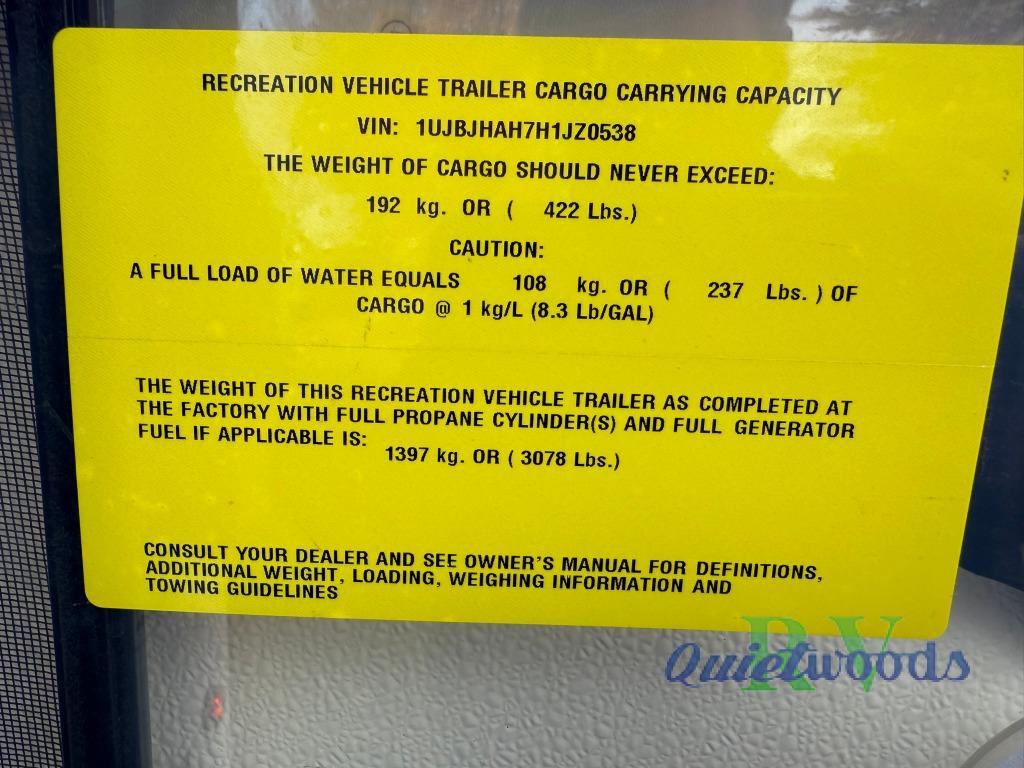 RECREATION VEHICLE TRAILER CARGO CARRYING CAPACITY
VIN: 1UJBJHAH7H1JZ0538
THE WEIGHT OF CARGO SHOULD NEVER EXCEED:
192 kg. OR ( 422 Lbs.)
CAUTION:
A FULL LOAD OF WATER EQUALS 108 kg. OR ( 237 Lbs. ) OF
CARGO @ 1 kg/L (8.3 Lb/GAL)
THE WEIGHT OF THIS RECREATION VEHICLE TRAILER AS COMPLETED AT
THE FACTORY WITH FULL PROPANE CYLINDER(S) AND FULL GENERATOR
FUEL IF APPLICABLE IS:
1397 kg. OR ( 3078 Lbs.)
CONSULT YOUR DEALER AND SEE OWNER'S MANUAL FOR DEFINITIONS,
ADDITIONAL WEIGHT, LOADING, WEIGHING INFORMATION AND
TOWING GUIDELINES
RV
Quietwoods